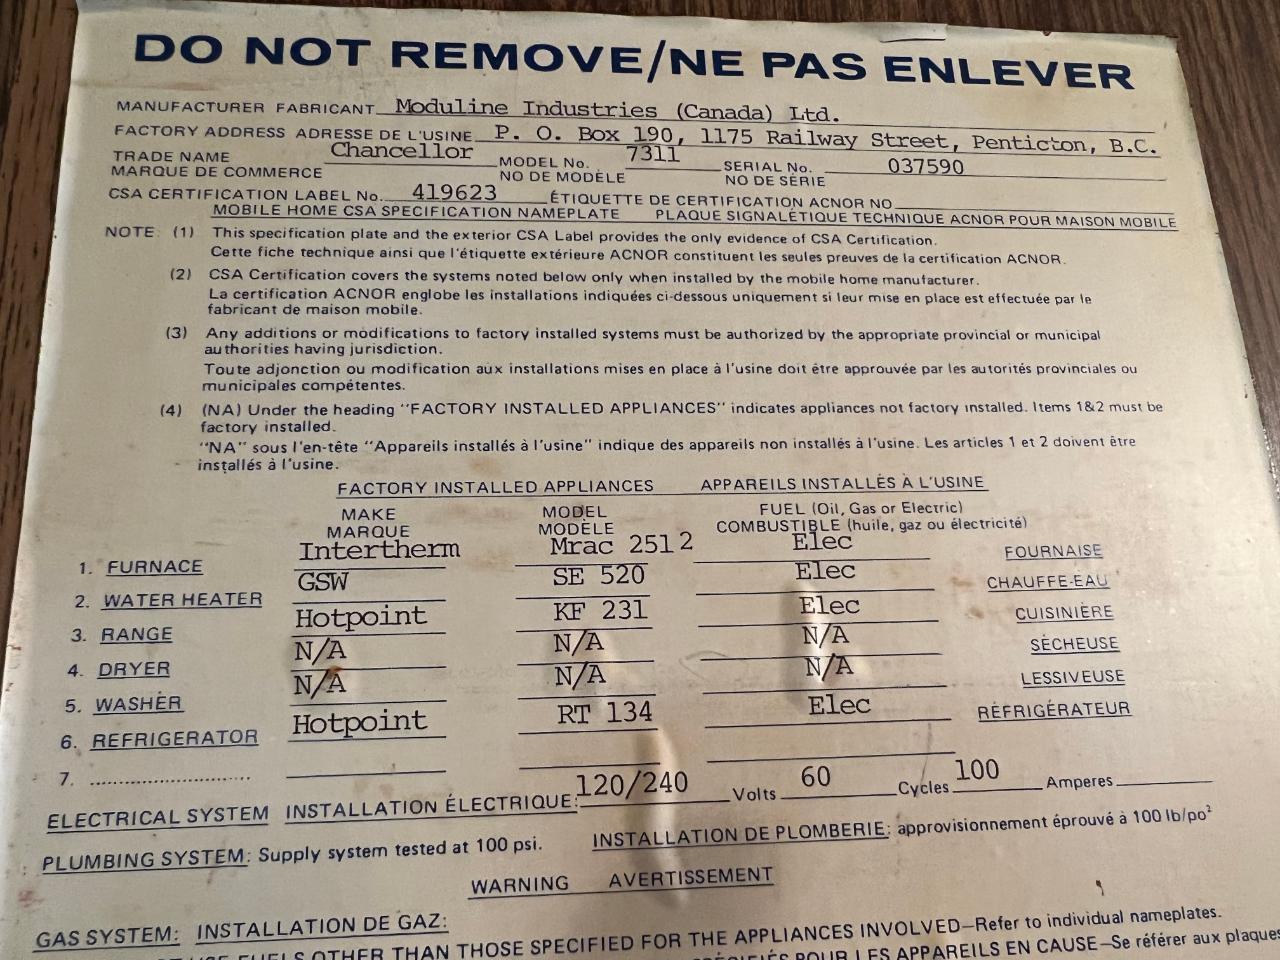 DO NOT REMOVE/NE PAS ENLEVER
MANUFACTURER FABRICANT Moduline Industries (Canada) Ltd.
FACTORY ADDRESS ADRESSE DE L'USINE P. O. Box 190, 1175 Railway Street, Penticton, B.C.
TRADE NAME Chancellor MODEL No. 7311 SERIAL No. 037590
MARQUE DE COMMERCE NO DE MODÈLE NO DE SÉRIE
CSA CERTIFICATION LABEL No. 419623 ÉTIQUETTE DE CERTIFICATION ACNOR NO
MOBILE HOME CSA SPECIFICATION NAMEPLATE PLAQUE SIGNALÉTIQUE TECHNIQUE ACNOR POUR MAISON MOBILE
NOTE: (1) This specification plate and the exterior CSA Label provides the only evidence of CSA Certification.
Cette fiche technique ainsi que l'étiquette extérieure ACNOR constituent les seules preuves de la certification ACNOR.
(2) CSA Certification covers the systems noted below only when installed by the mobile home manufacturer.
La certification ACNOR englobe les installations indiquées ci-dessous uniquement si leur mise en place est effectuée par le
fabricant de maison mobile.
(3) Any additions or modifications to factory installed systems must be authorized by the appropriate provincial or municipal
authorities having jurisdiction.
Toute adjonction ou modification aux installations mises en place à l'usine doit être approuvée par les autorités provinciales ou
municipales compétentes.
(4) (NA) Under the heading "FACTORY INSTALLED APPLIANCES" indicates appliances not factory installed. Items 1&2 must be
factory installed.
"NA" sous l'en-tête "Appareils installés à l'usine" indique des appareils non installés à l'usine. Les articles 1 et 2 doivent être
installés à l'usine.
FACTORY INSTALLED APPLIANCES APPAREILS INSTALLÉS À L'USINE
MAKE MODEL FUEL (Oil, Gas or Electric)
MARQUE MODÈLE COMBUSTIBLE (huile, gaz ou électricité)
1. FURNACE Intertherm Mrac 2512 Elec FOURNAISE
2. WATER HEATER GSW SE 520 Elec CHAUFFE-EAU
3. RANGE Hotpoint KF 231 Elec CUISINIÈRE
4. DRYER N/A N/A N/A SÉCHEUSE
5. WASHER N/A N/A N/A LESSIVEUSE
6. REFRIGERATOR Hotpoint RT 134 Elec RÉFRIGÉRATEUR
7. ............................
ELECTRICAL SYSTEM INSTALLATION ÉLECTRIQUE: 120/240 Volts 60 Cycles 100 Amperes
PLUMBING SYSTEM: Supply system tested at 100 psi. INSTALLATION DE PLOMBERIE: approvisionnement éprouvé à 100 lb/po²
WARNING AVERTISSEMENT
GAS SYSTEM: INSTALLATION DE GAZ:
FUELS OTHER THAN THOSE SPECIFIED FOR THE APPLIANCES INVOLVED—Refer to individual nameplates.
POUR LES APPAREILS EN CAUSE—Se référer aux plaques